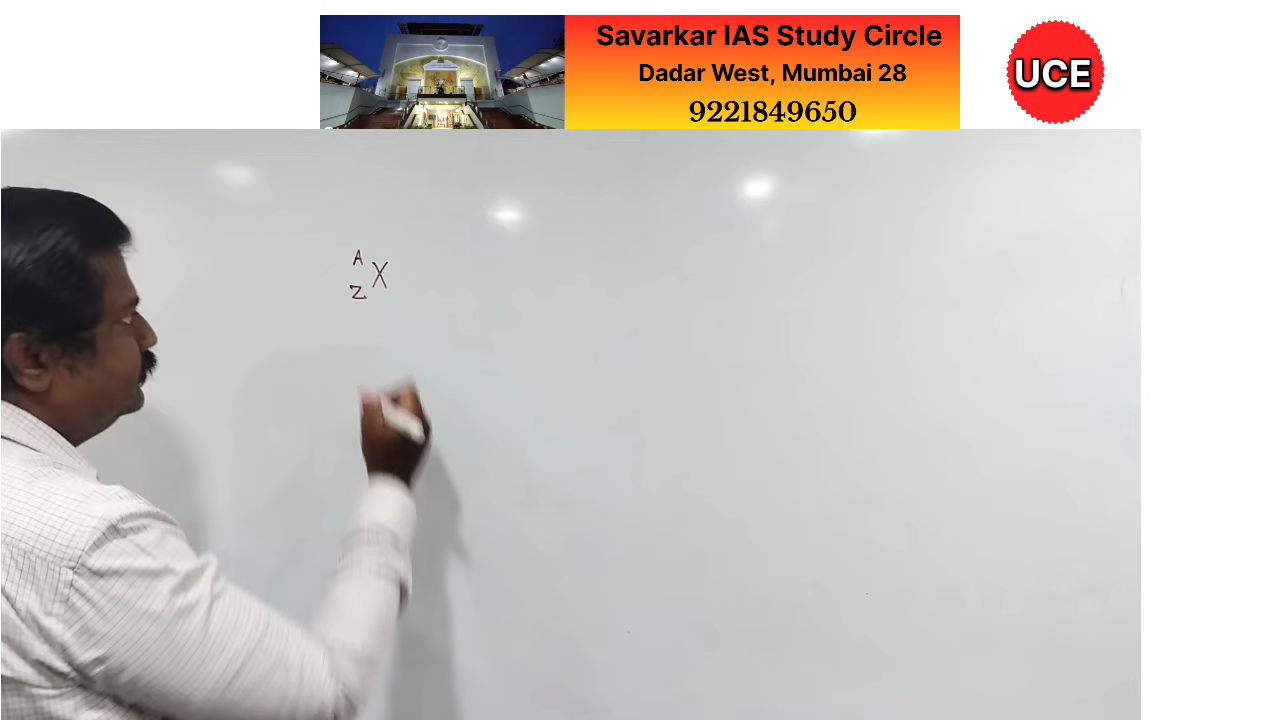 Savarkar IAS Study Circle
Dadar West, Mumbai 28
9221849650
UCE
A
X
Z